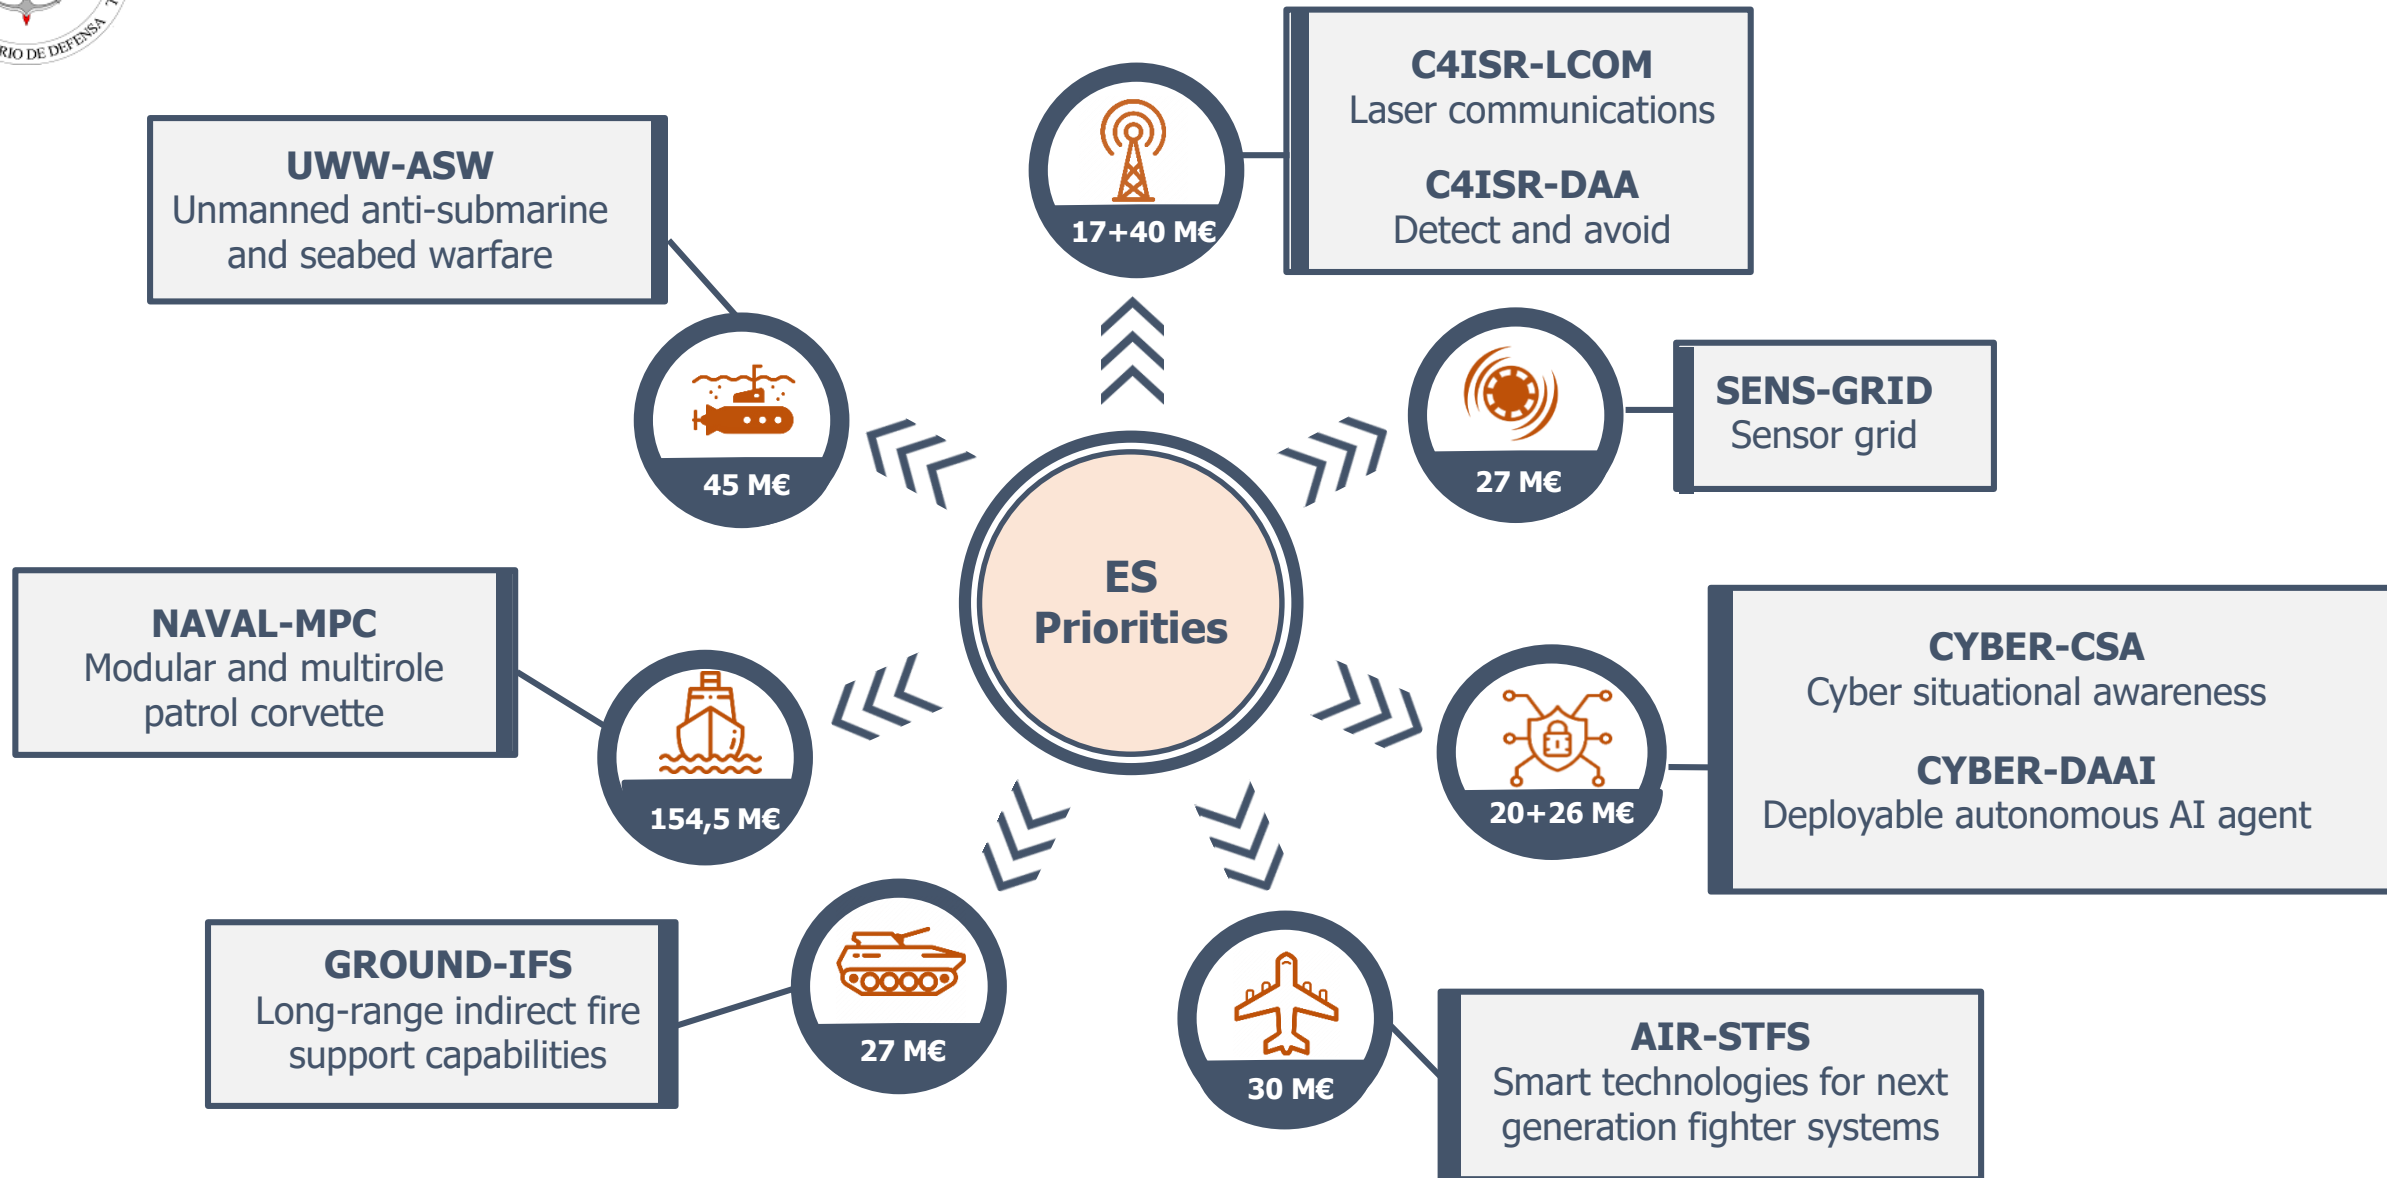 RIO DE DEFENSA
C4ISR-LCOM
Laser communications
C4ISR-DAA
Detect and avoid
17+40 M€
UWW-ASW
Unmanned anti-submarine
and seabed warfare
45 M€
SENS-GRID
Sensor grid
27 M€
ES
Priorities
NAVAL-MPC
Modular and multirole
patrol corvette
154,5 M€
CYBER-CSA
Cyber situational awareness
CYBER-DAAI
Deployable autonomous AI agent
20+26 M€
GROUND-IFS
Long-range indirect fire
support capabilities
27 M€
AIR-STFS
Smart technologies for next
generation fighter systems
30 M€